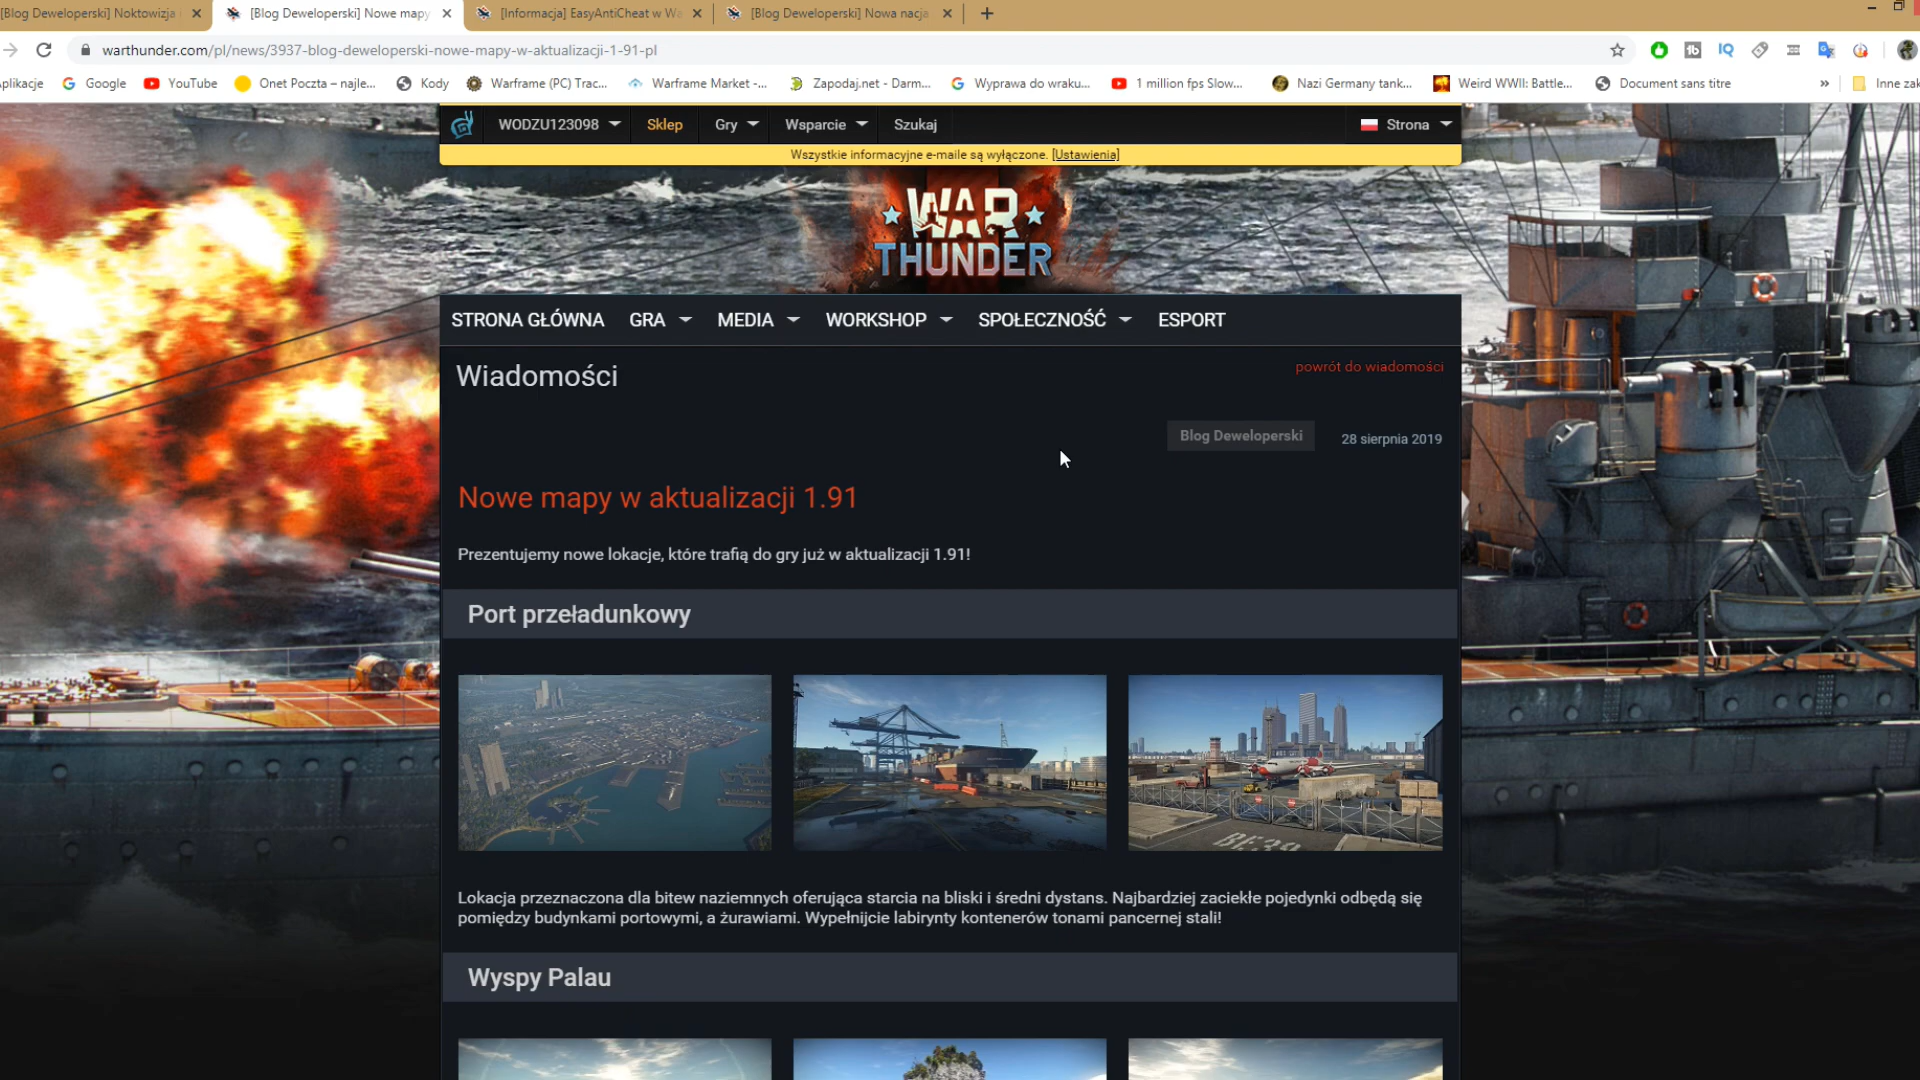 [Blog Deweloperski] Noktowizja
[Blog Deweloperski] Nowe mapy
[Informacja] EasyAntiCheat w Wa
[Blog Deweloperski] Nowa nacja
warthunder.com/pl/news/3937-blog-deweloperski-nowe-mapy-w-aktualizacji-1-91-pl
plikacje
Google
YouTube
Onet Poczta – najle...
Kody
Warframe (PC) Trac...
Warframe Market -...
Zapodaj.net - Darm...
Wyprawa do wraku...
1 million fps Slow...
Nazi Germany tank...
Weird WWII: Battle...
Document sans titre
»
Inne zak
WODZU123098
Sklep
Gry
Wsparcie
Szukaj
Strona
Wszystkie informacyjne e-maile są wyłączone. [Ustawienia]
WAR
THUNDER
STRONA GŁÓWNA
GRA
MEDIA
WORKSHOP
SPOŁECZNOŚĆ
ESPORT
Wiadomości
powrót do wiadomości
Blog Deweloperski
28 sierpnia 2019
Nowe mapy w aktualizacji 1.91
Prezentujemy nowe lokacje, które trafią do gry już w aktualizacji 1.91!
Port przeładunkowy
Lokacja przeznaczona dla bitew naziemnych oferująca starcia na bliski i średni dystans. Najbardziej zaciekłe pojedynki odbędą się
pomiędzy budynkami portowymi, a żurawiami. Wypełnijcie labirynty kontenerów tonami pancernej stali!
Wyspy Palau